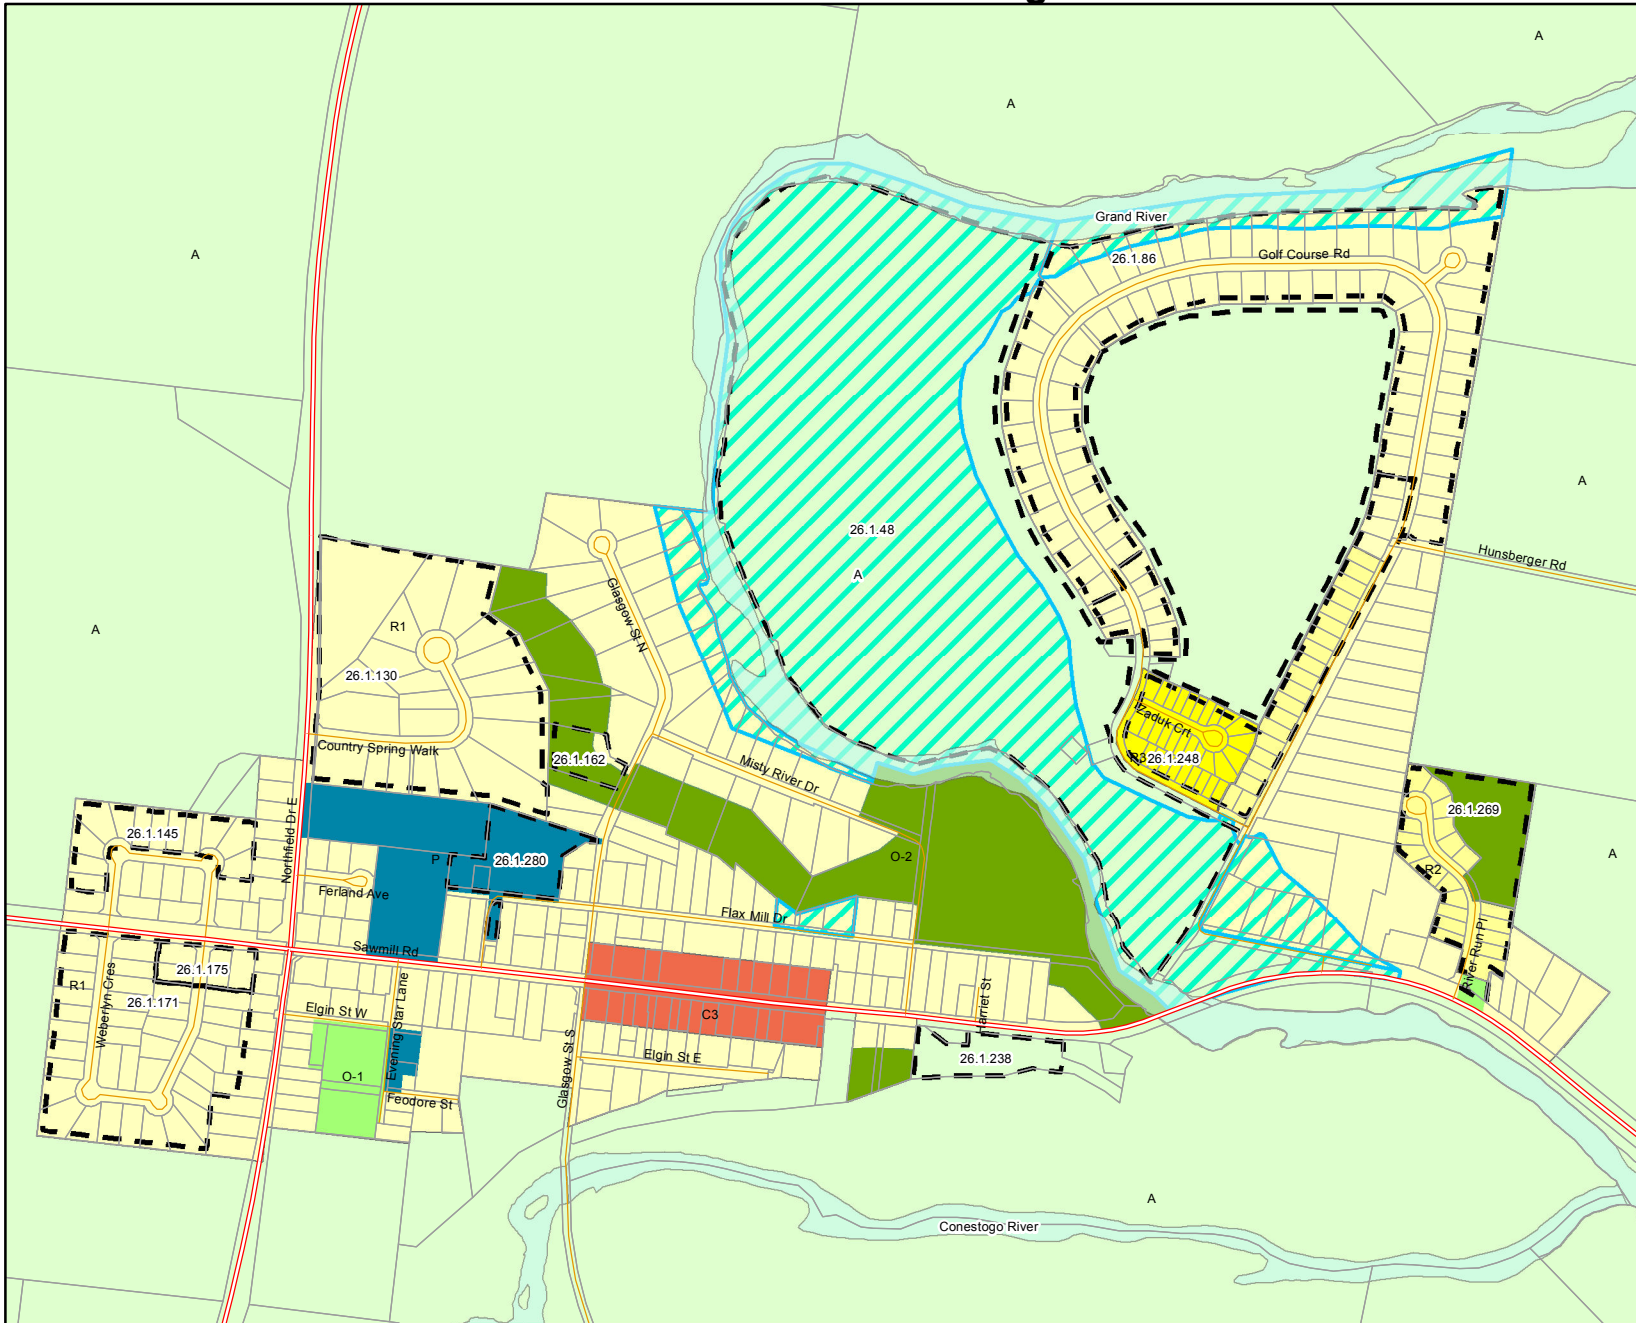 A
A
Grand River
A
26.1.86
Golf Course Rd
A
26.1.48
Hunsberger Rd
A
Glasgow St N
A
R1
26.1.130
Zaduk Crt
Country Spring Walk
26.1.162
R3
26.1.248
Misty River Dr
26.1.269
Northfield Dr E
26.1.145
P
26.1.280
O-2
A
R2
Ferland Ave
Flax Mill Dr
Sawmill Rd
River Run Pl
26.1.175
R1
26.1.171
Weberlyn Cres
Evening Star Lane
Elgin St W
C3
Harriet St
Elgin St E
26.1.238
Glasgow St S
O-1
Feodore St
A
Conestogo River